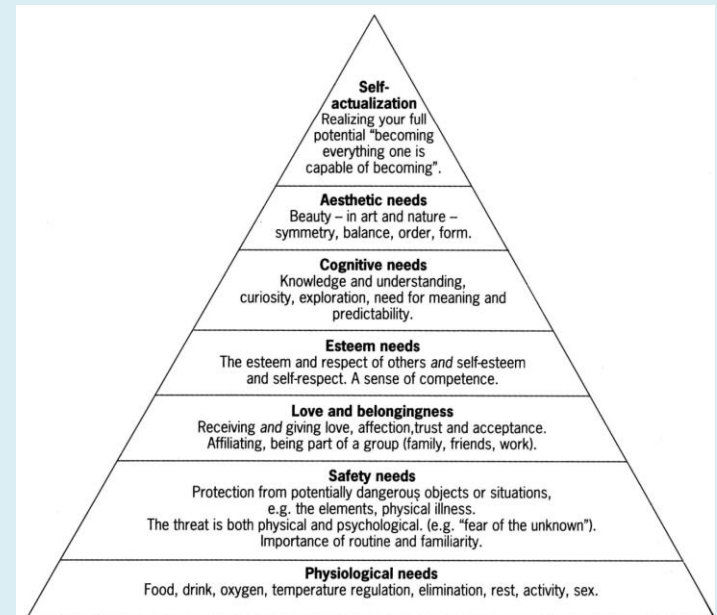 Self-
actualization
Realizing your full
potential “becoming
everything one is
capable of becoming”.
Aesthetic needs
Beauty – in art and nature –
symmetry, balance, order, form.
Cognitive needs
Knowledge and understanding,
curiosity, exploration, need for meaning and
predictability.
Esteem needs
The esteem and respect of others and self-esteem
and self-respect. A sense of competence.
Love and belongingness
Receiving and giving love, affection,trust and acceptance.
Affiliating, being part of a group (family, friends, work).
Safety needs
Protection from potentially dangerous objects or situations,
e.g. the elements, physical illness.
The threat is both physical and psychological. (e.g. “fear of the unknown”).
Importance of routine and familiarity.
Physiological needs
Food, drink, oxygen, temperature regulation, elimination, rest, activity, sex.